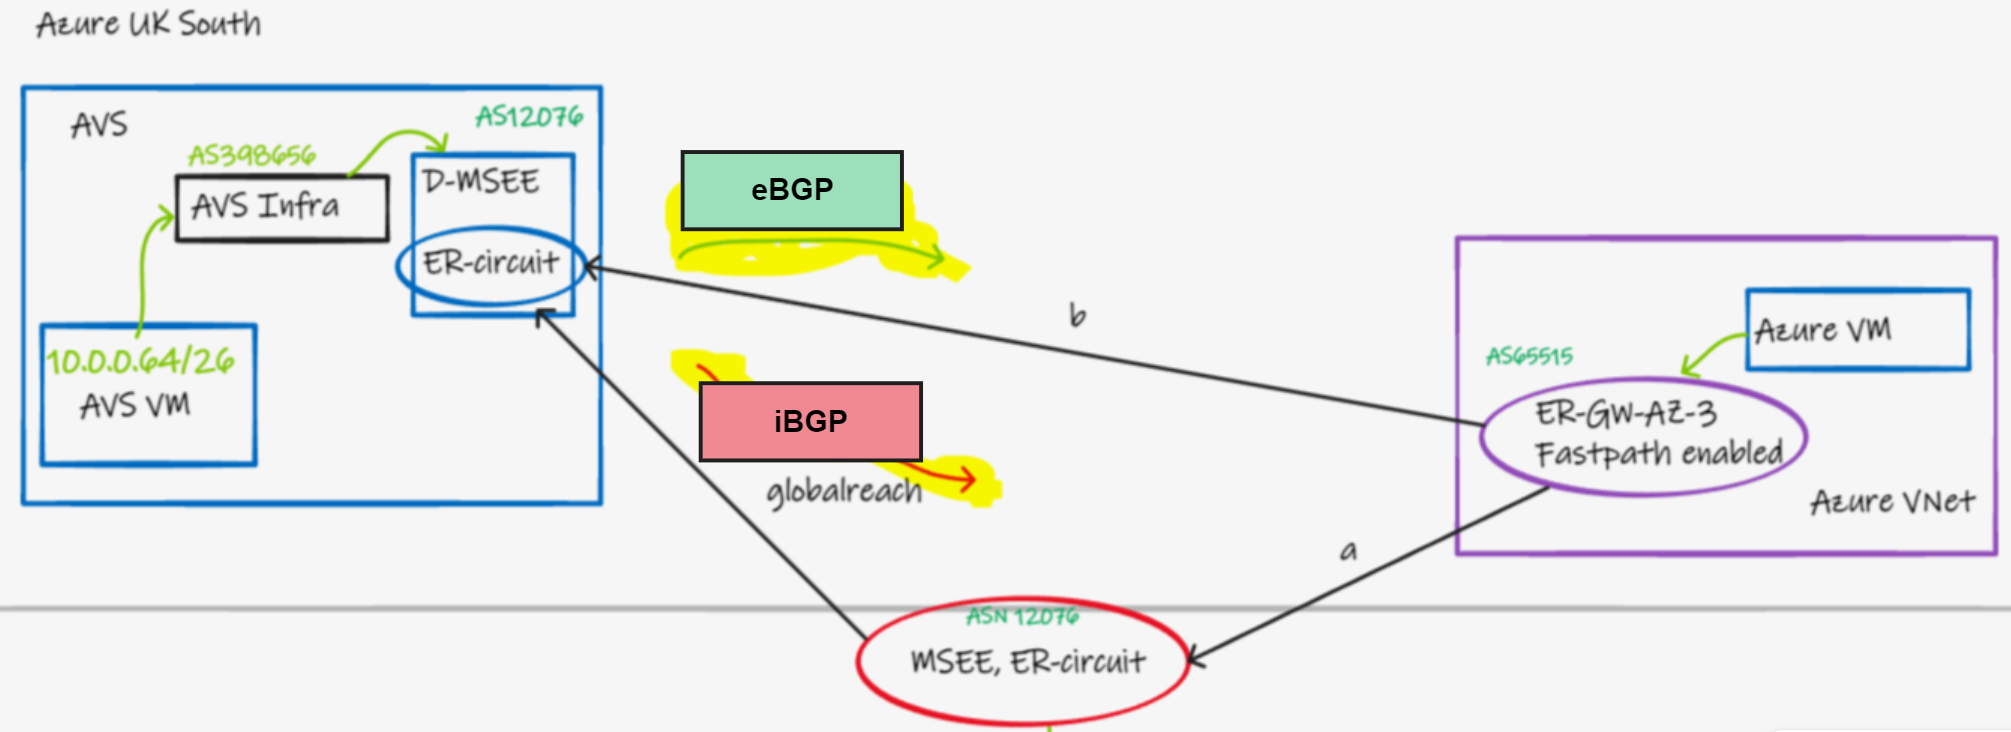 Azure UK South
AVS
AS12076
AS398656
AVS Infra
D-MSEE
ER-circuit
10.0.0.64/26
AVS VM
eBGP
b
iBGP
globalreach
Azure VM
AS65515
ER-GW-AZ-3
Fastpath enabled
Azure VNet
a
ASN 12076
MSEE, ER-circuit